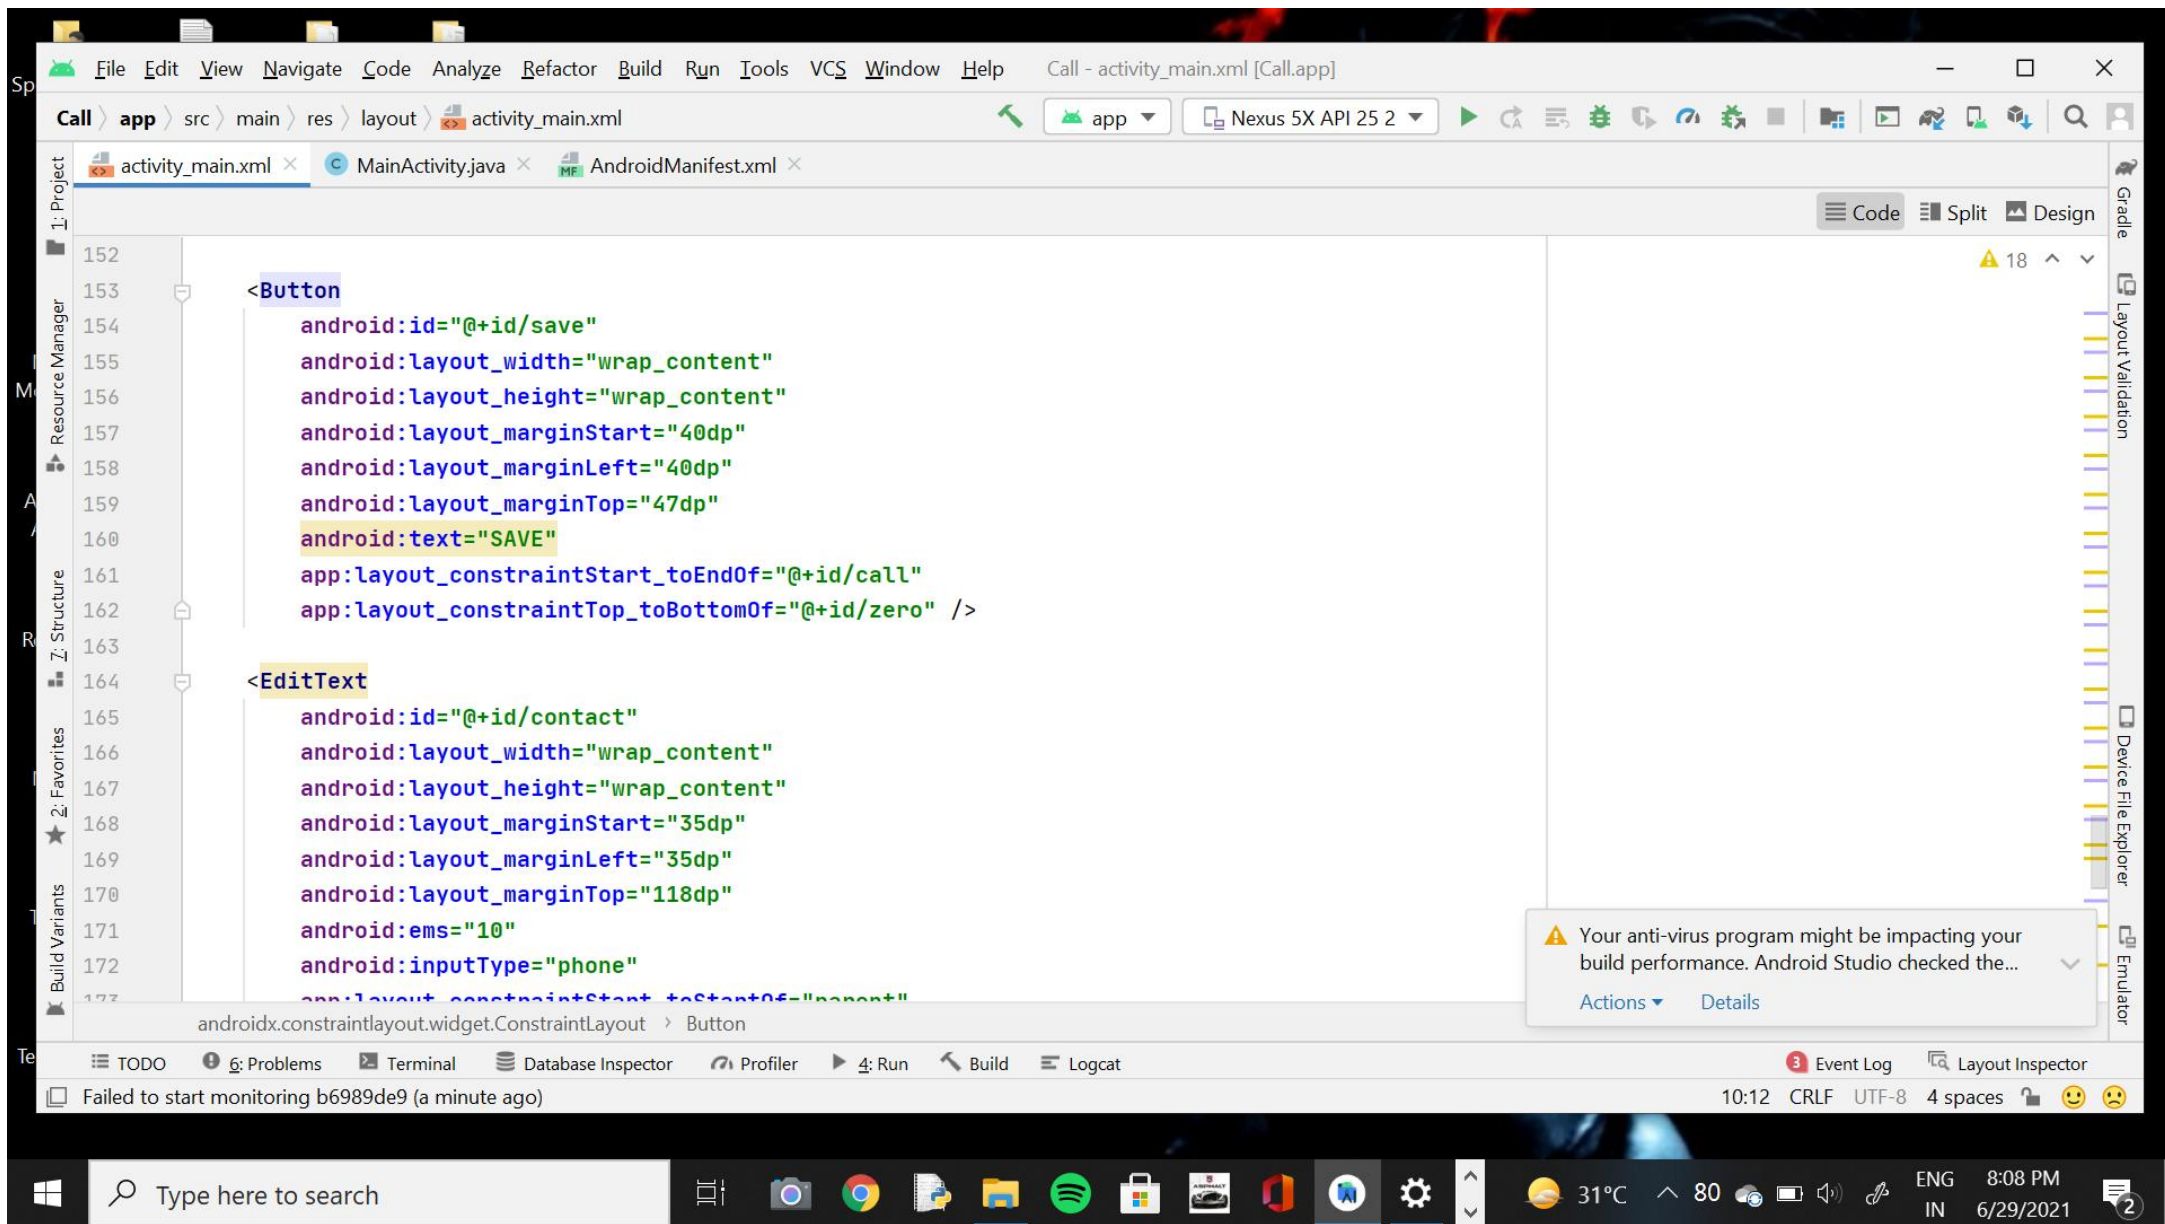 File Edit View Navigate Code Analyze Refactor Build Run Tools VCS Window Help Call - activity_main.xml [Call.app]
Call app src main res layout activity_main.xml app Nexus 5X API 25 2
activity_main.xml MainActivity.java AndroidManifest.xml
Code Split Design
18
152
153 <Button
154 android:id="@+id/save"
155 android:layout_width="wrap_content"
156 android:layout_height="wrap_content"
157 android:layout_marginStart="40dp"
158 android:layout_marginLeft="40dp"
159 android:layout_marginTop="47dp"
160 android:text="SAVE"
161 app:layout_constraintStart_toEndOf="@+id/call"
162 app:layout_constraintTop_toBottomOf="@+id/zero" />
163
164 <EditText
165 android:id="@+id/contact"
166 android:layout_width="wrap_content"
167 android:layout_height="wrap_content"
168 android:layout_marginStart="35dp"
169 android:layout_marginLeft="35dp"
170 android:layout_marginTop="118dp"
171 android:ems="10"
172 android:inputType="phone"
173 app:layout_constraintStart_toStartOf="parent"
androidx.constraintlayout.widget.ConstraintLayout Button
1: Project
Resource Manager
7: Structure
2: Favorites
Build Variants
Gradle
Layout Validation
Device File Explorer
Emulator
Your anti-virus program might be impacting your
build performance. Android Studio checked the...
Actions Details
TODO 6: Problems Terminal Database Inspector Profiler 4: Run Build Logcat 3 Event Log Layout Inspector
Failed to start monitoring b6989de9 (a minute ago) 10:12 CRLF UTF-8 4 spaces
Type here to search
31°C 80 ENG 8:08 PM
IN 6/29/2021 2